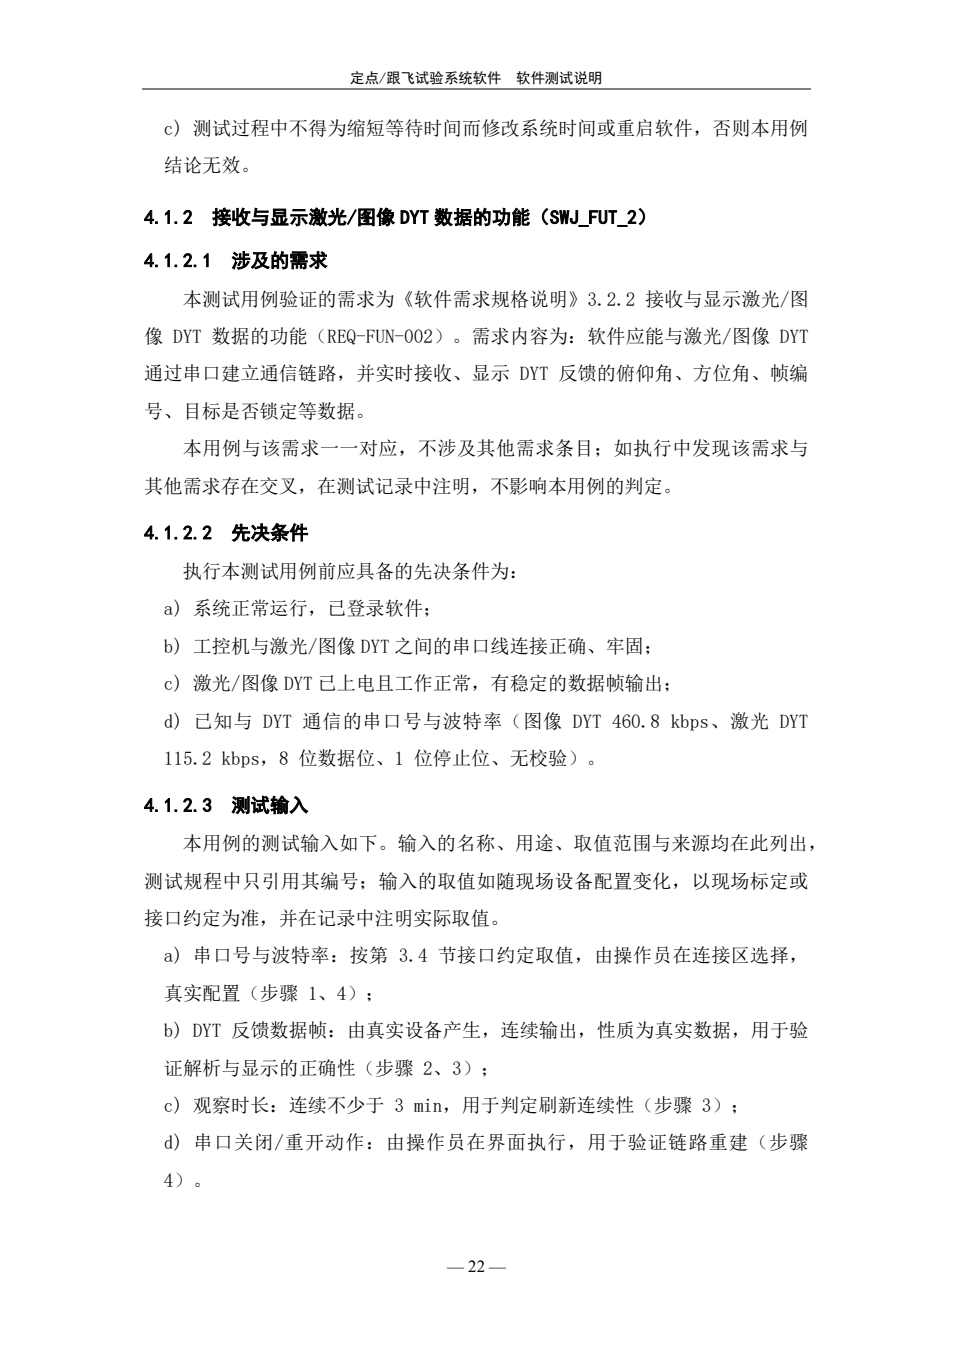 定点/跟飞试验系统软件　软件测试说明
c）测试过程中不得为缩短等待时间而修改系统时间或重启软件，否则本用例
结论无效。
4.1.2　接收与显示激光/图像 DYT 数据的功能（SWJ_FUT_2）
4.1.2.1　涉及的需求
本测试用例验证的需求为《软件需求规格说明》3.2.2 接收与显示激光/图
像 DYT 数据的功能（REQ-FUN-002）。需求内容为：软件应能与激光/图像 DYT
通过串口建立通信链路，并实时接收、显示 DYT 反馈的俯仰角、方位角、帧编
号、目标是否锁定等数据。
本用例与该需求一一对应，不涉及其他需求条目；如执行中发现该需求与
其他需求存在交叉，在测试记录中注明，不影响本用例的判定。
4.1.2.2　先决条件
执行本测试用例前应具备的先决条件为：
a）系统正常运行，已登录软件；
b）工控机与激光/图像 DYT 之间的串口线连接正确、牢固；
c）激光/图像 DYT 已上电且工作正常，有稳定的数据帧输出；
d）已知与 DYT 通信的串口号与波特率（图像 DYT 460.8 kbps、激光 DYT
115.2 kbps，8 位数据位、1 位停止位、无校验）。
4.1.2.3　测试输入
本用例的测试输入如下。输入的名称、用途、取值范围与来源均在此列出，
测试规程中只引用其编号；输入的取值如随现场设备配置变化，以现场标定或
接口约定为准，并在记录中注明实际取值。
a）串口号与波特率：按第 3.4 节接口约定取值，由操作员在连接区选择，
真实配置（步骤 1、4）；
b）DYT 反馈数据帧：由真实设备产生，连续输出，性质为真实数据，用于验
证解析与显示的正确性（步骤 2、3）；
c）观察时长：连续不少于 3 min，用于判定刷新连续性（步骤 3）；
d）串口关闭/重开动作：由操作员在界面执行，用于验证链路重建（步骤
4）。
— 22 —